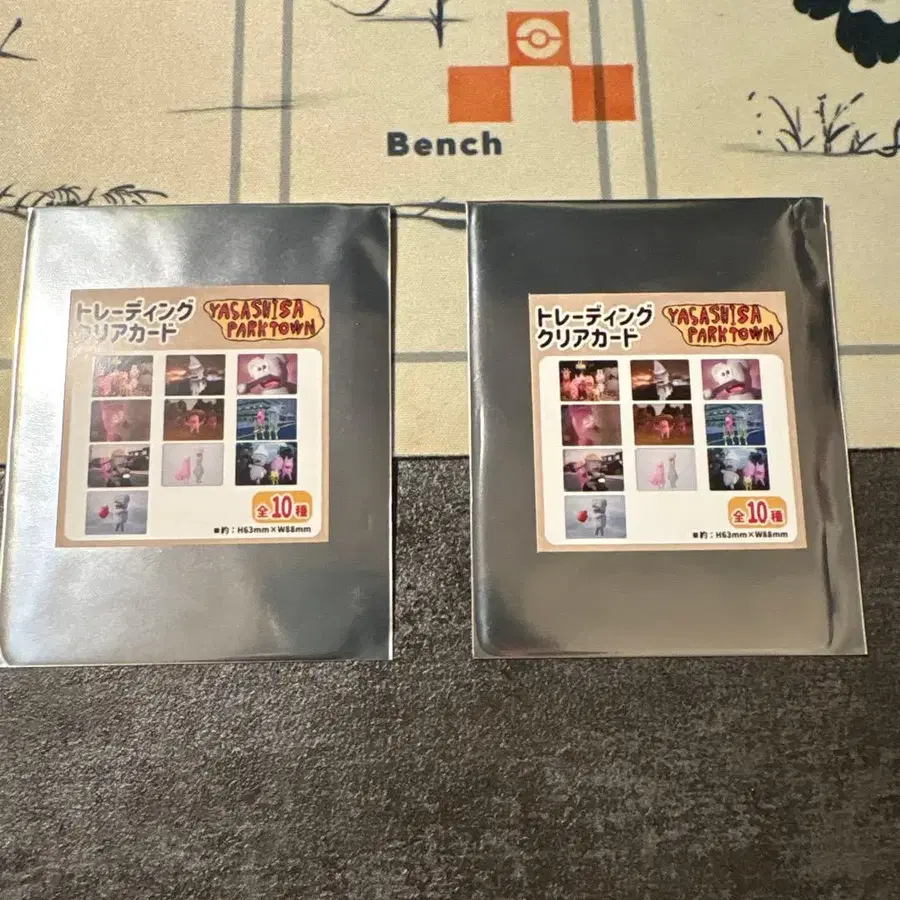 Bench
トレーディング
クリアカード
YASASHISA
PARKTOWN
全10種
■約：H63mm×W88mm
トレーディング
クリアカード
YASASHISA
PARKTOWN
全10種
■約：H63mm×W88mm